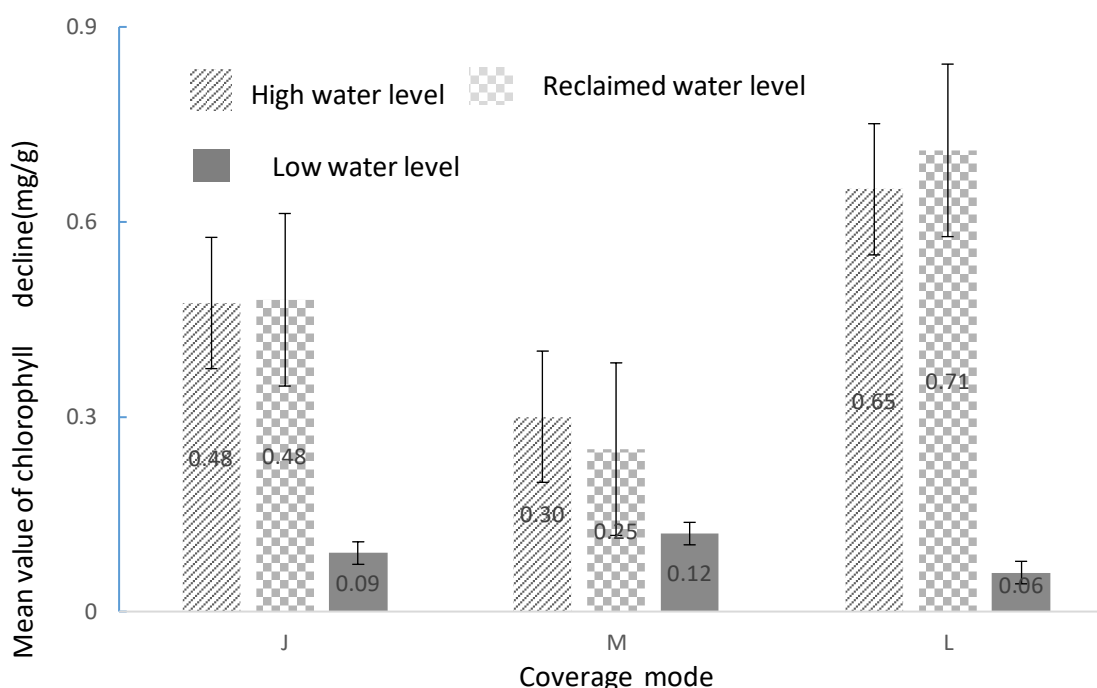 0.9
High water level
Reclaimed water level
Low water level
Mean value of chlorophyll decline(mg/g)
0.6
0.3
0
0.48
0.48
0.09
0.30
0.25
0.12
0.65
0.71
0.06
J
M
L
Coverage mode